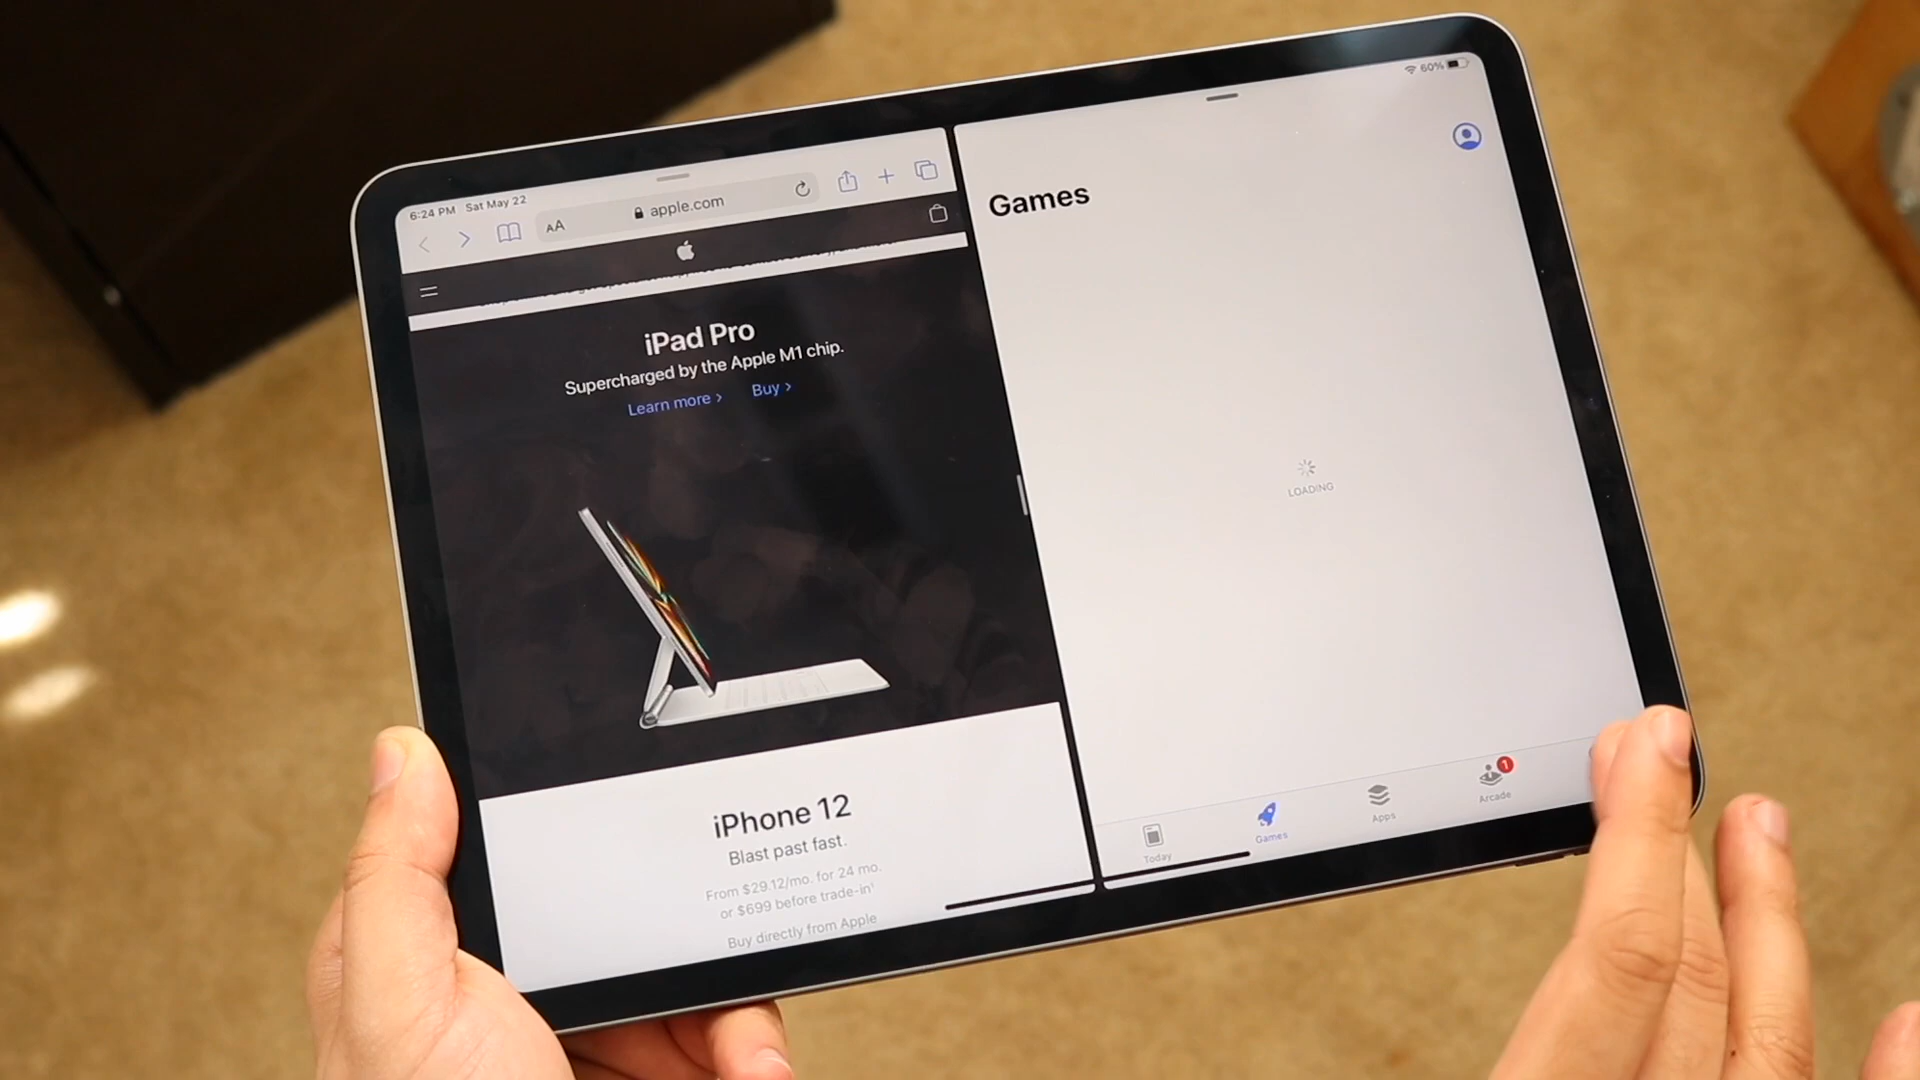 6:24 PM Sat May 22
60%
AA
apple.com
iPad Pro
Supercharged by the Apple M1 chip.
Learn more > Buy >
iPhone 12
Blast past fast.
From $29.12/mo. for 24 mo.
or $699 before trade-in¹
Buy directly from Apple
Games
LOADING
Today
Games
Apps
1
Arcade